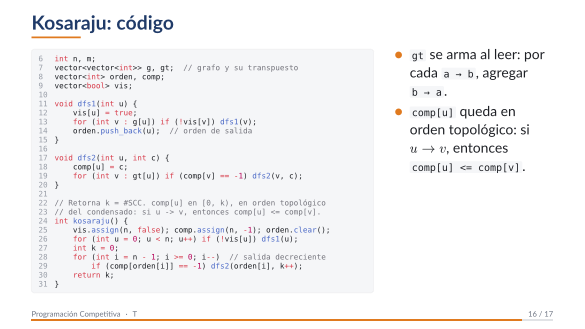 Kosaraju: código
6 int n, m;
7 vector<vector<int>> g, gt; // grafo y su transpuesto
8 vector<int> orden, comp;
9 vector<bool> vis;
10
11 void dfs1(int u) {
12 vis[u] = true;
13 for (int v : g[u]) if (!vis[v]) dfs1(v);
14 orden.push_back(u); // orden de salida
15 }
16
17 void dfs2(int u, int c) {
18 comp[u] = c;
19 for (int v : gt[u]) if (comp[v] == -1) dfs2(v, c);
20 }
21
22 // Retorna k = #SCC. comp[u] en [0, k), en orden topológico
23 // del condensado: si u -> v, entonces comp[u] <= comp[v].
24 int kosaraju() {
25 vis.assign(n, false); comp.assign(n, -1); orden.clear();
26 for (int u = 0; u < n; u++) if (!vis[u]) dfs1(u);
27 int k = 0;
28 for (int i = n - 1; i >= 0; i--) // salida decreciente
29 if (comp[orden[i]] == -1) dfs2(orden[i], k++);
30 return k;
31 }
• gt se arma al leer: por
cada a → b, agregar
b → a.
• comp[u] queda en
orden topológico: si
u → v, entonces
comp[u] <= comp[v].
Programación Competitiva · T
16 / 17